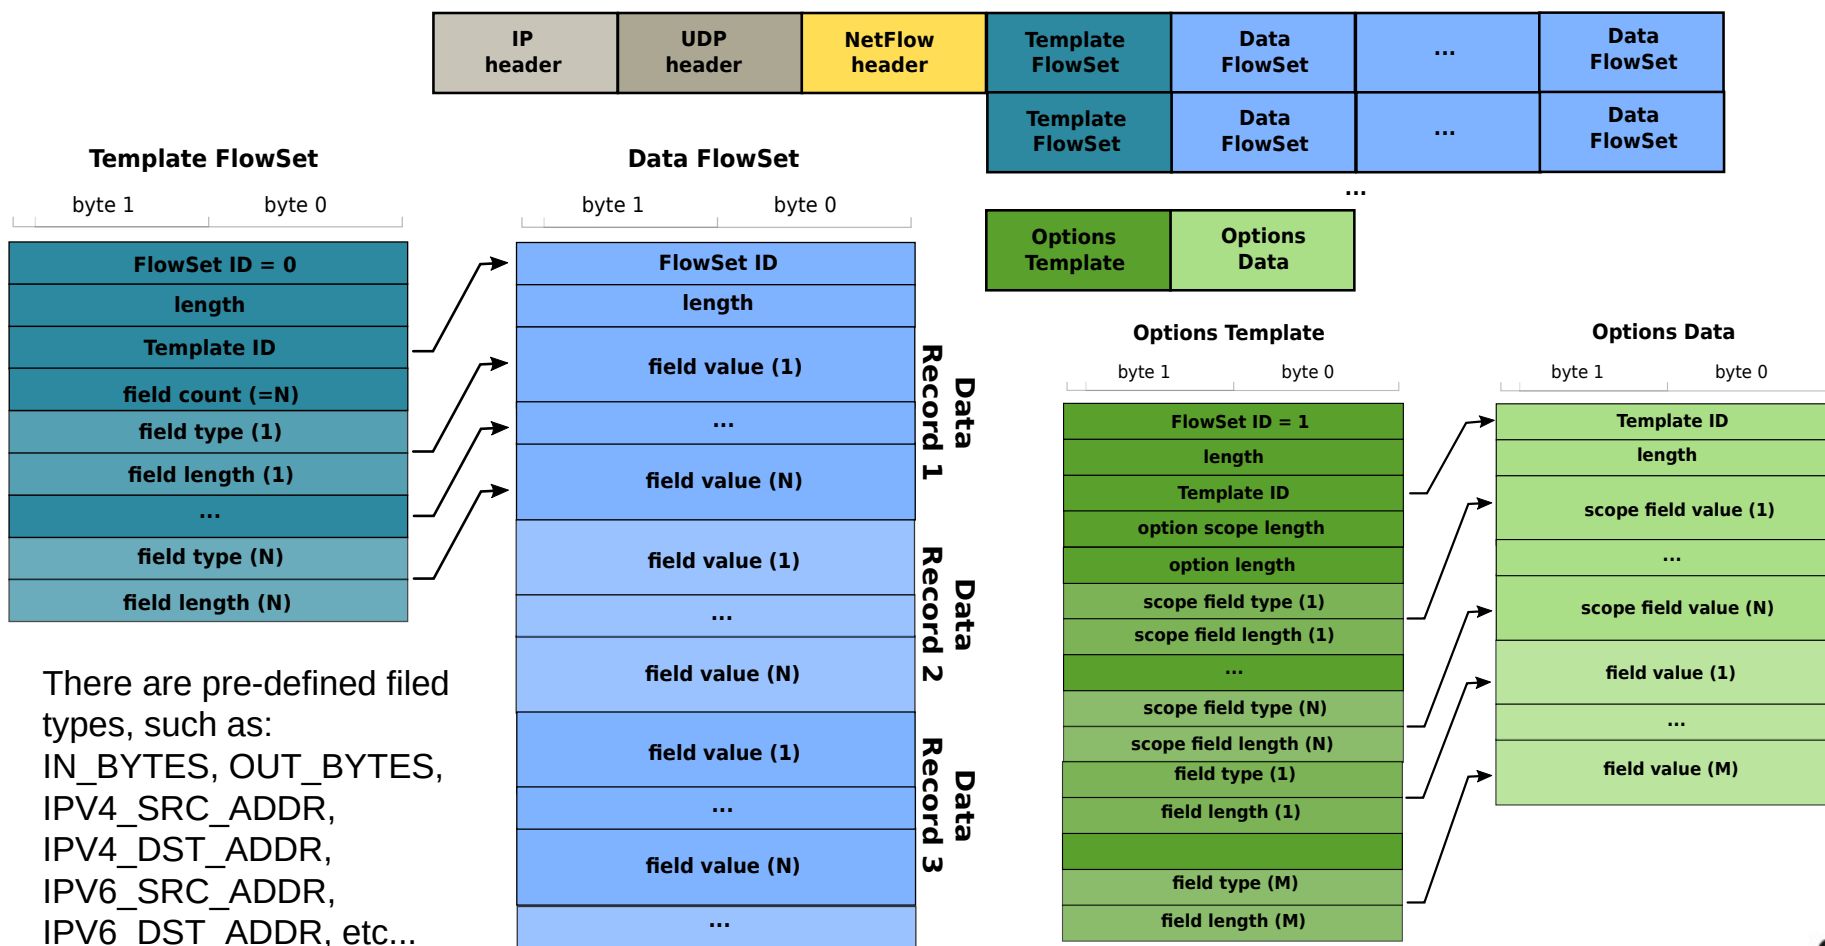 IP
header
UDP
header
NetFlow
header
Template
FlowSet
Data
FlowSet
...
Data
FlowSet
Template
FlowSet
Data
FlowSet
...
Data
FlowSet
...
Options
Template
Options
Data
Template FlowSet
byte 1
byte 0
FlowSet ID = 0
length
Template ID
field count (=N)
field type (1)
field length (1)
...
field type (N)
field length (N)
There are pre-defined filed
types, such as:
IN_BYTES, OUT_BYTES,
IPV4_SRC_ADDR,
IPV4_DST_ADDR,
IPV6_SRC_ADDR,
IPV6_DST_ADDR, etc...
Data FlowSet
byte 1
byte 0
FlowSet ID
length
field value (1)
...
field value (N)
field value (1)
...
field value (N)
field value (1)
...
field value (N)
...
Data
Record 1
Data
Record 2
Data
Record 3
Options Template
byte 1
byte 0
FlowSet ID = 1
length
Template ID
option scope length
option length
scope field type (1)
scope field length (1)
...
scope field type (N)
scope field length (N)
field type (1)
field length (1)
field type (M)
field length (M)
Options Data
byte 1
byte 0
Template ID
length
scope field value (1)
...
scope field value (N)
field value (1)
...
field value (M)